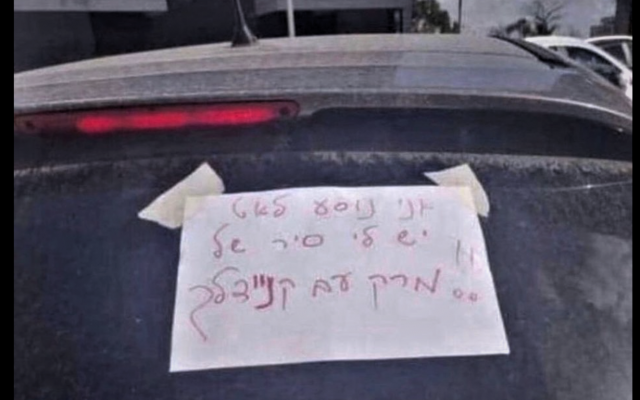 אני נוסע לאט
יש לי סיר של
מרק עם קניידלך!!